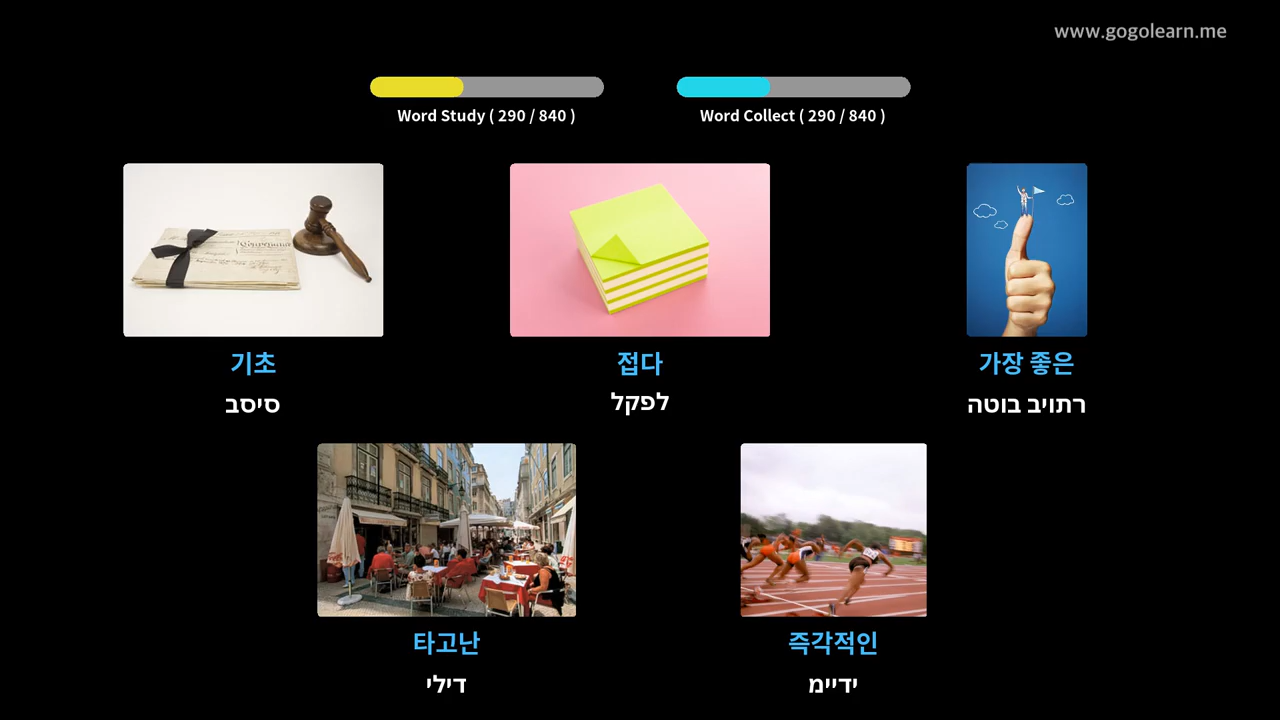 www.gogolearn.me
Word Study ( 290 / 840 )
Word Collect ( 290 / 840 )
기초
סיסב
접다
לפקל
가장 좋은
רתויב בוטה
타고난
דילי
즉각적인
ידיימ